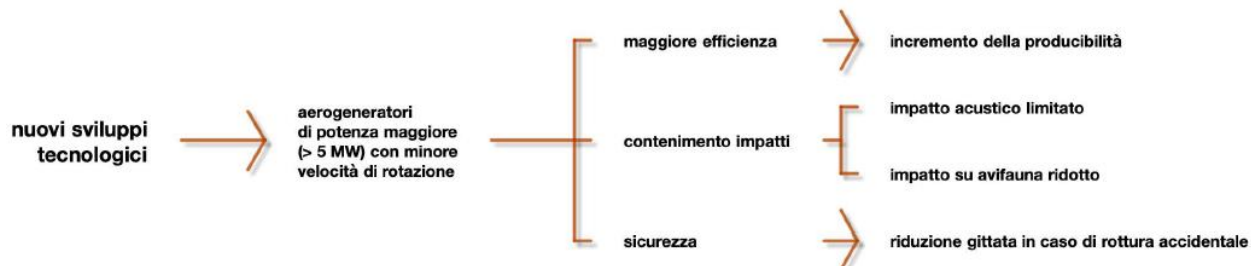 nuovi sviluppi
tecnologici
aerogeneratori
di potenza maggiore
(> 5 MW) con minore
velocità di rotazione
maggiore efficienza
incremento della producibilità
contenimento impatti
impatto acustico limitato
impatto su avifauna ridotto
sicurezza
riduzione gittata in caso di rottura accidentale